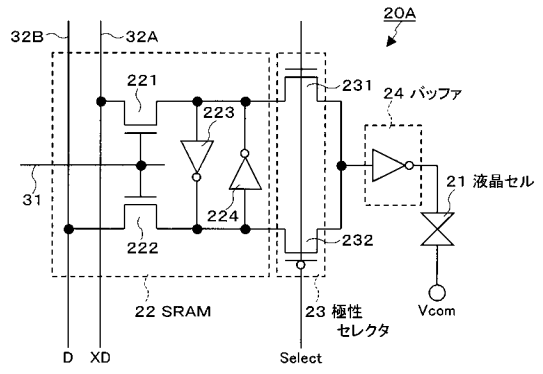 20A
32B 32A
221
223
231
24 バッファ
21 液晶セル
31
222
224
232
22 SRAM
23 極性
セレクタ
Vcom
D XD Select